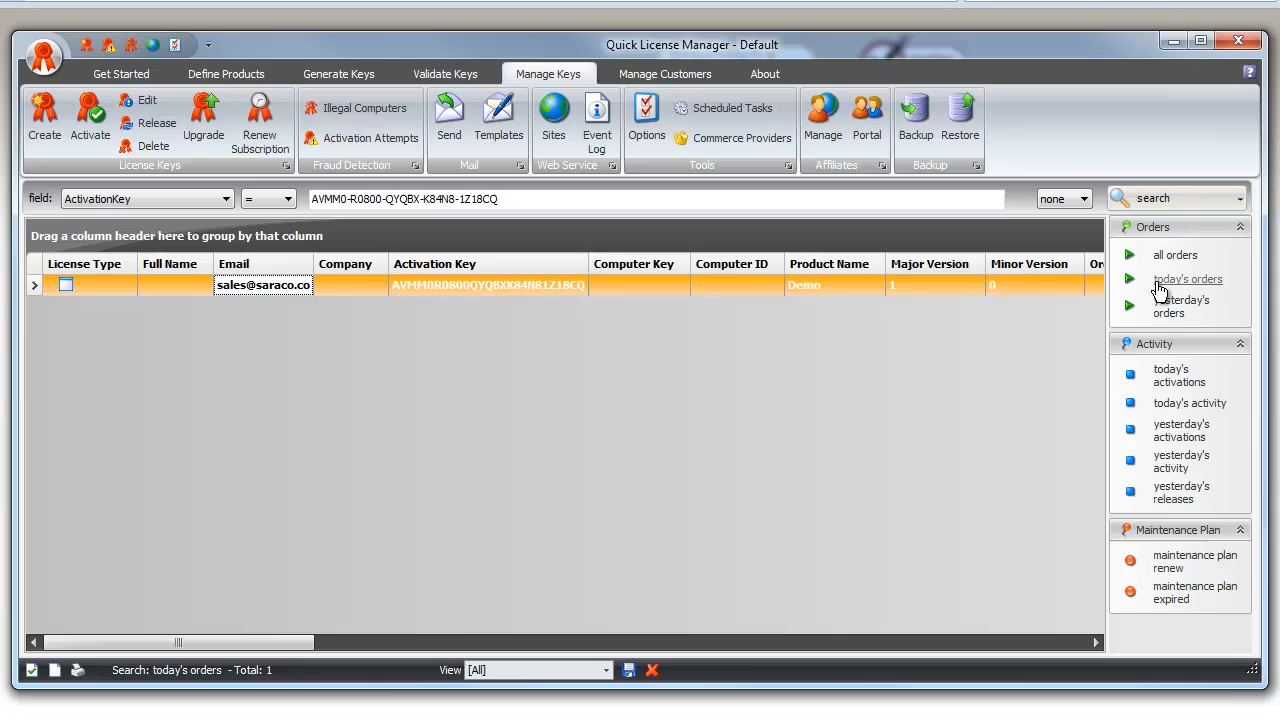 Quick License Manager - Default
Get Started Define Products Generate Keys Validate Keys Manage Keys Manage Customers About
Create Activate Edit Release Delete Upgrade Renew Subscription
Illegal Computers Activation Attempts
Send Templates Sites Event Log
Options Scheduled Tasks Commerce Providers
Manage Portal Backup Restore
License Keys Fraud Detection Mail Web Service Tools Affiliates Backup
field: ActivationKey = AVMM0-R0800-QYQBX-K84N8-1Z18CQ none search
Drag a column header here to group by that column
License Type Full Name Email Company Activation Key Computer Key Computer ID Product Name Major Version Minor Version Or
sales@saraco.co AVMM0R0800QYQBXK84N81Z18CQ Demo 1 0
Orders
all orders
today's orders
yesterday's
orders
Activity
today's
activations
today's activity
yesterday's
activations
yesterday's
activity
yesterday's
releases
Maintenance Plan
maintenance plan
renew
maintenance plan
expired
Search: today's orders - Total: 1 View [All]